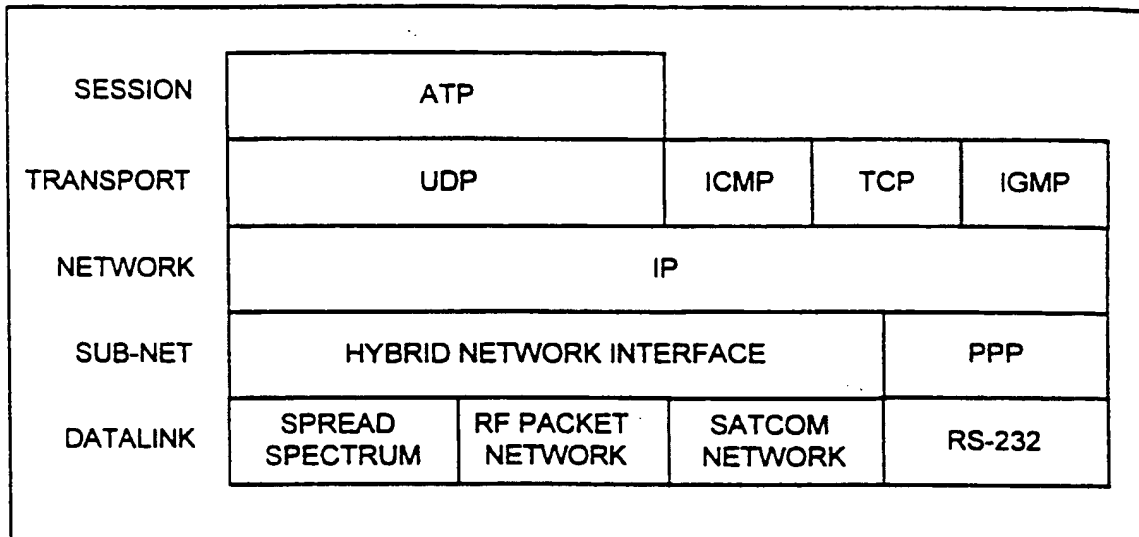 SESSION
ATP
TRANSPORT
UDP
ICMP
TCP
IGMP
NETWORK
IP
SUB-NET
HYBRID NETWORK INTERFACE
PPP
DATALINK
SPREAD
SPECTRUM
RF PACKET
NETWORK
SATCOM
NETWORK
RS-232